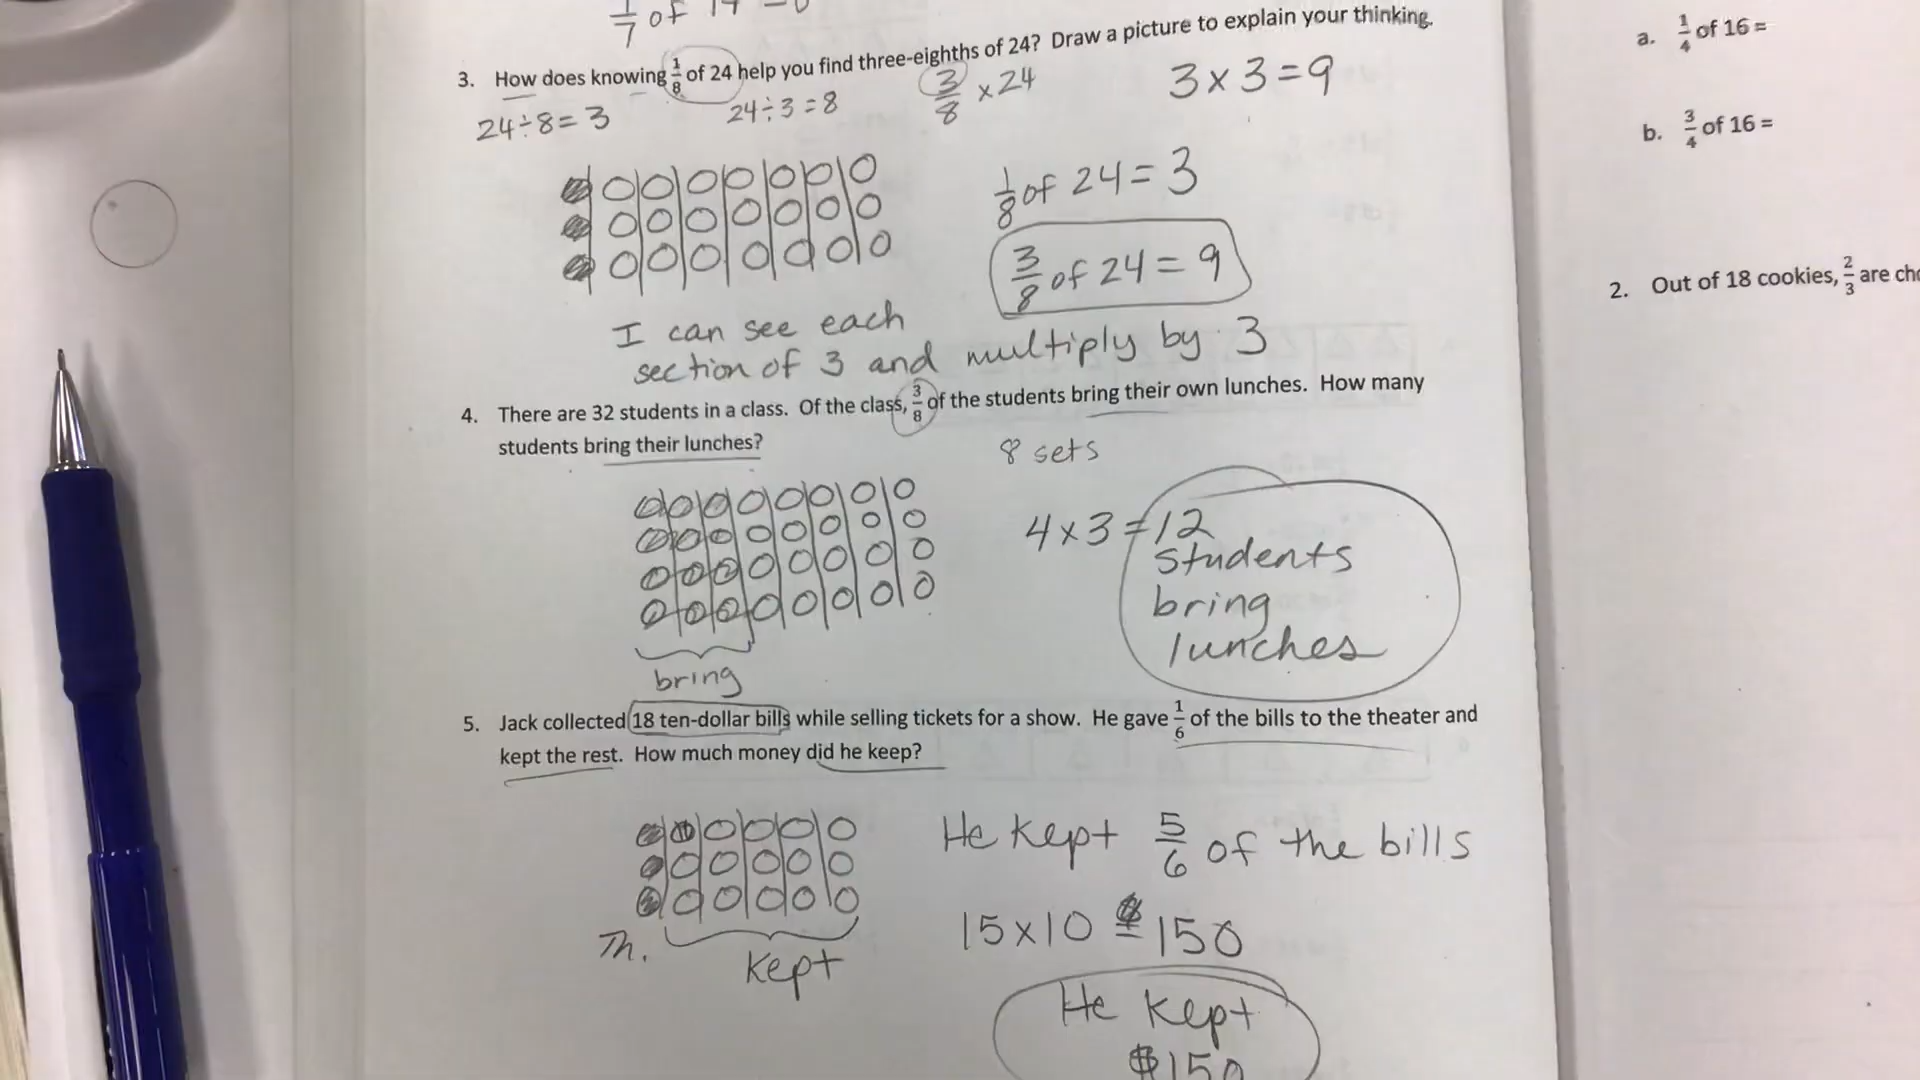 1/7 of 14 =
3. How does knowing 1/8 of 24 help you find three-eighths of 24? Draw a picture to explain your thinking.
24÷8=3
24÷3=8
3/8 x 24
3 x 3 = 9
1/8 of 24 = 3
3/8 of 24 = 9
I can see each
section of 3 and multiply by 3
4. There are 32 students in a class. Of the class, 3/8 of the students bring their own lunches. How many
students bring their lunches?
8 sets
4 x 3 = 12
students
bring
lunches
bring
5. Jack collected 18 ten-dollar bills while selling tickets for a show. He gave 1/6 of the bills to the theater and
kept the rest. How much money did he keep?
He kept 5/6 of the bills
15 x 10 = 150
Th.
kept
He kept
$150
a. 1/4 of 16 =
b. 3/4 of 16 =
2. Out of 18 cookies, 2/3 are